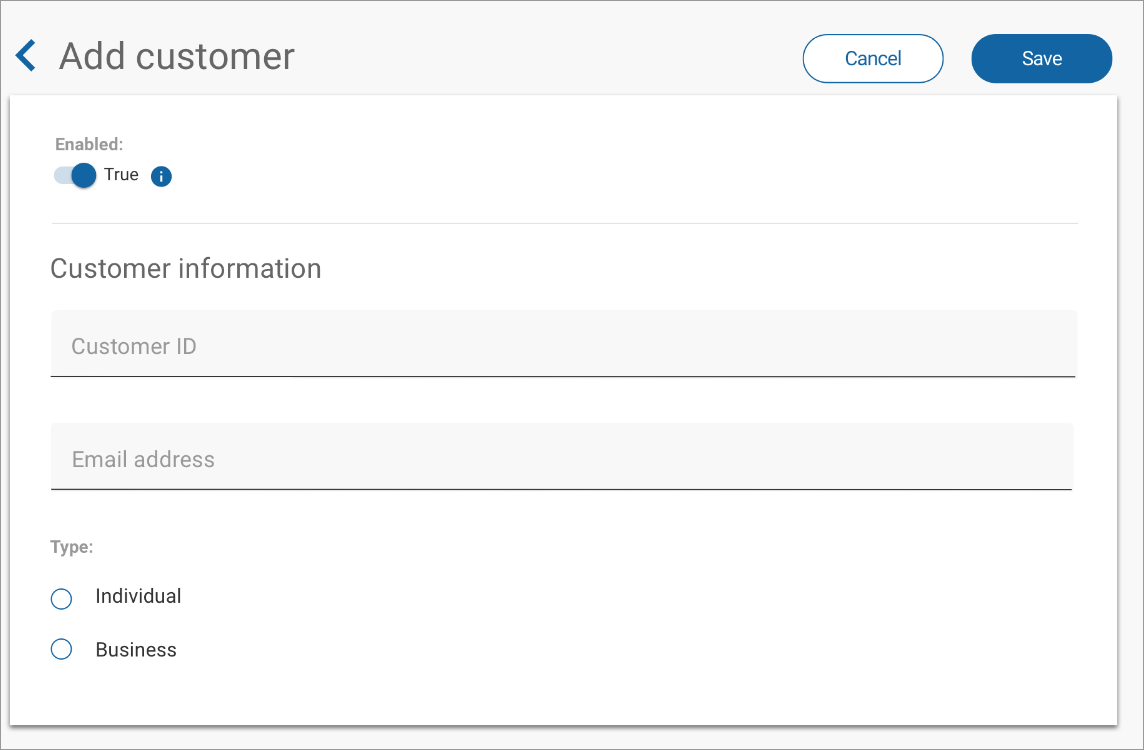 Add customer
Cancel
Save
Enabled:
True
i
Customer information
Customer ID
Email address
Type:
Individual
Business